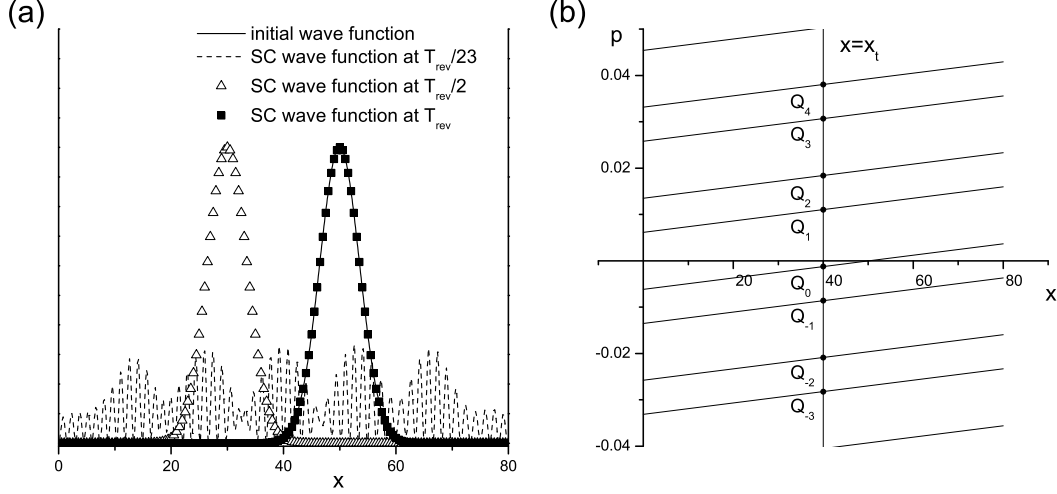 (a)
initial wave function
SC wave function at T_rev/23
SC wave function at T_rev/2
SC wave function at T_rev
0 20 40 60 80
x
(b)
p
x=x_t
0.04
Q_4
Q_3
0.02
Q_2
Q_1
20 40 60 80
x
Q_0
Q_-1
-0.02
Q_-2
Q_-3
-0.04